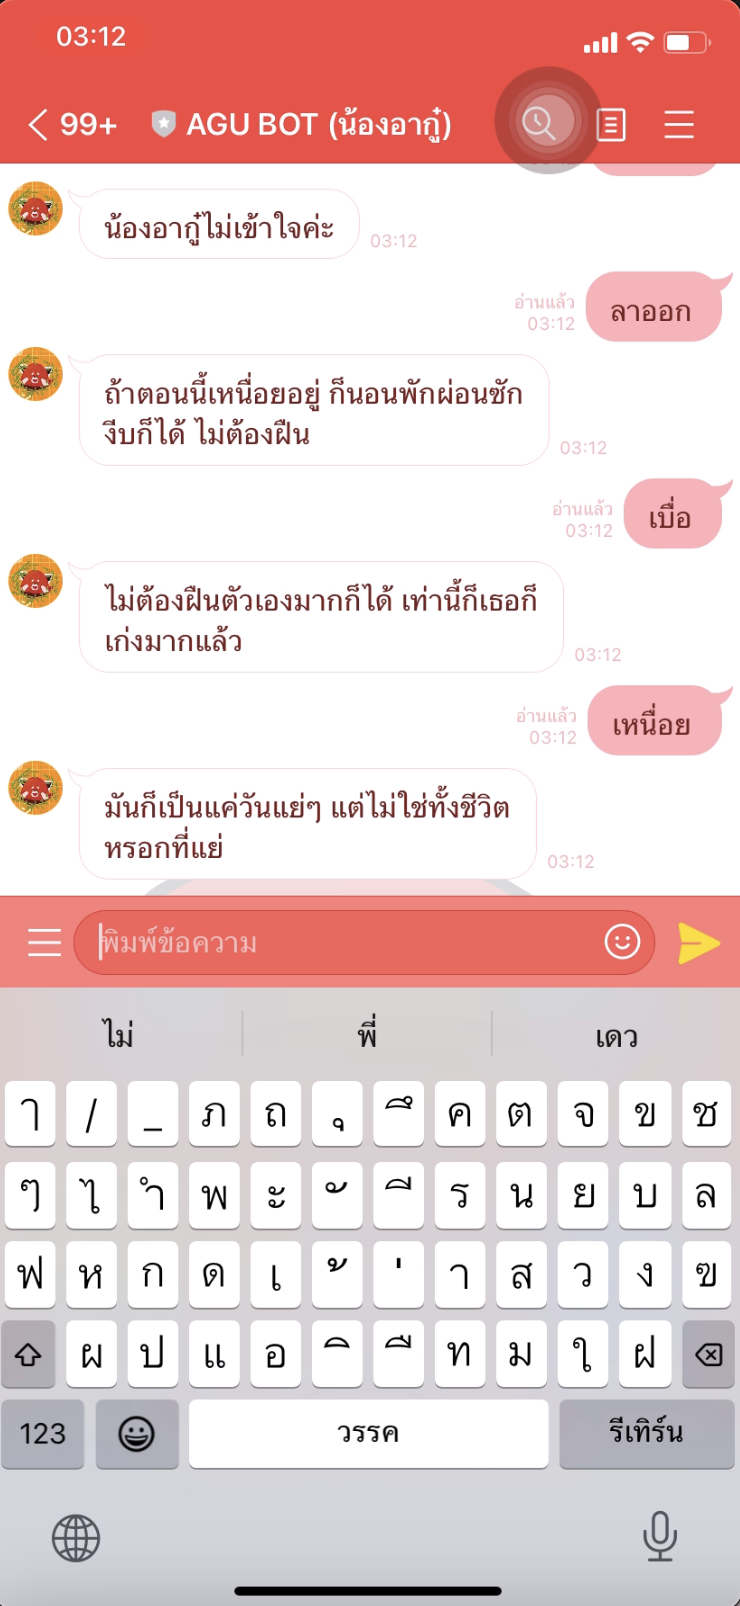 03:12
99+
AGU BOT (น้องอากู๋)
น้องอากู๋ไม่เข้าใจค่ะ
03:12
อ่านแล้ว
03:12
ลาออก
ถ้าตอนนี้เหนื่อยอยู่ ก็นอนพักผ่อนซัก
งีบก็ได้ ไม่ต้องฝืน
03:12
อ่านแล้ว
03:12
เบื่อ
ไม่ต้องฝืนตัวเองมากก็ได้ เท่านี้ก็เธอก็
เก่งมากแล้ว
03:12
อ่านแล้ว
03:12
เหนื่อย
มันก็เป็นแค่วันแย่ๆ แต่ไม่ใช่ทั้งชีวิต
หรอกที่แย่
03:12
พิมพ์ข้อความ
ไม่ พี่ เดว
ๅ / _ ภ ถ ุ ึ ค ต จ ข ช
ๆ ไ ำ พ ะ ั ี ร น ย บ ล
ฟ ห ก ด เ ้ ่ า ส ว ง ฃ
ผ ป แ อ ิ ื ท ม ใ ฝ
123 วรรค รีเทิร์น